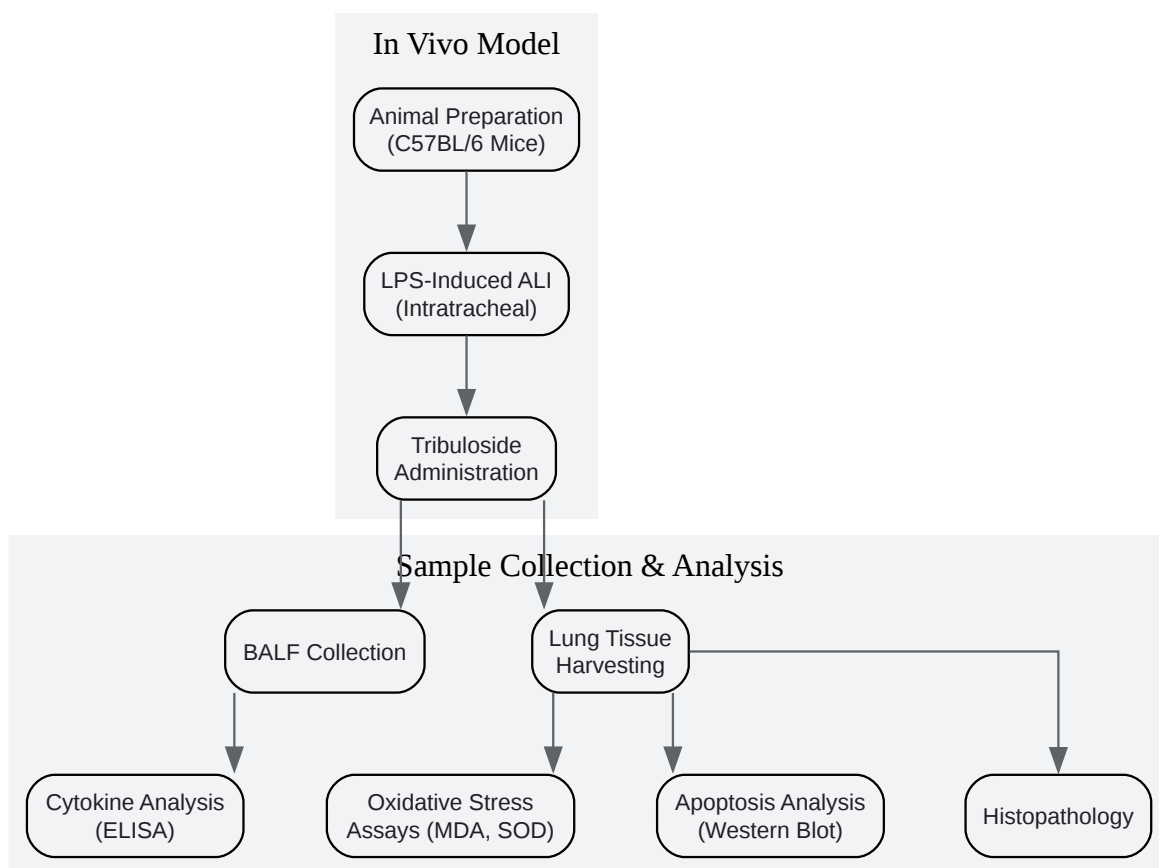 In Vivo Model
Animal Preparation
(C57BL/6 Mice)
LPS-Induced ALI
(Intratracheal)
Tribuloside
Administration
Sample Collection & Analysis
BALF Collection
Lung Tissue
Harvesting
Cytokine Analysis
(ELISA)
Oxidative Stress
Assays (MDA, SOD)
Apoptosis Analysis
(Western Blot)
Histopathology